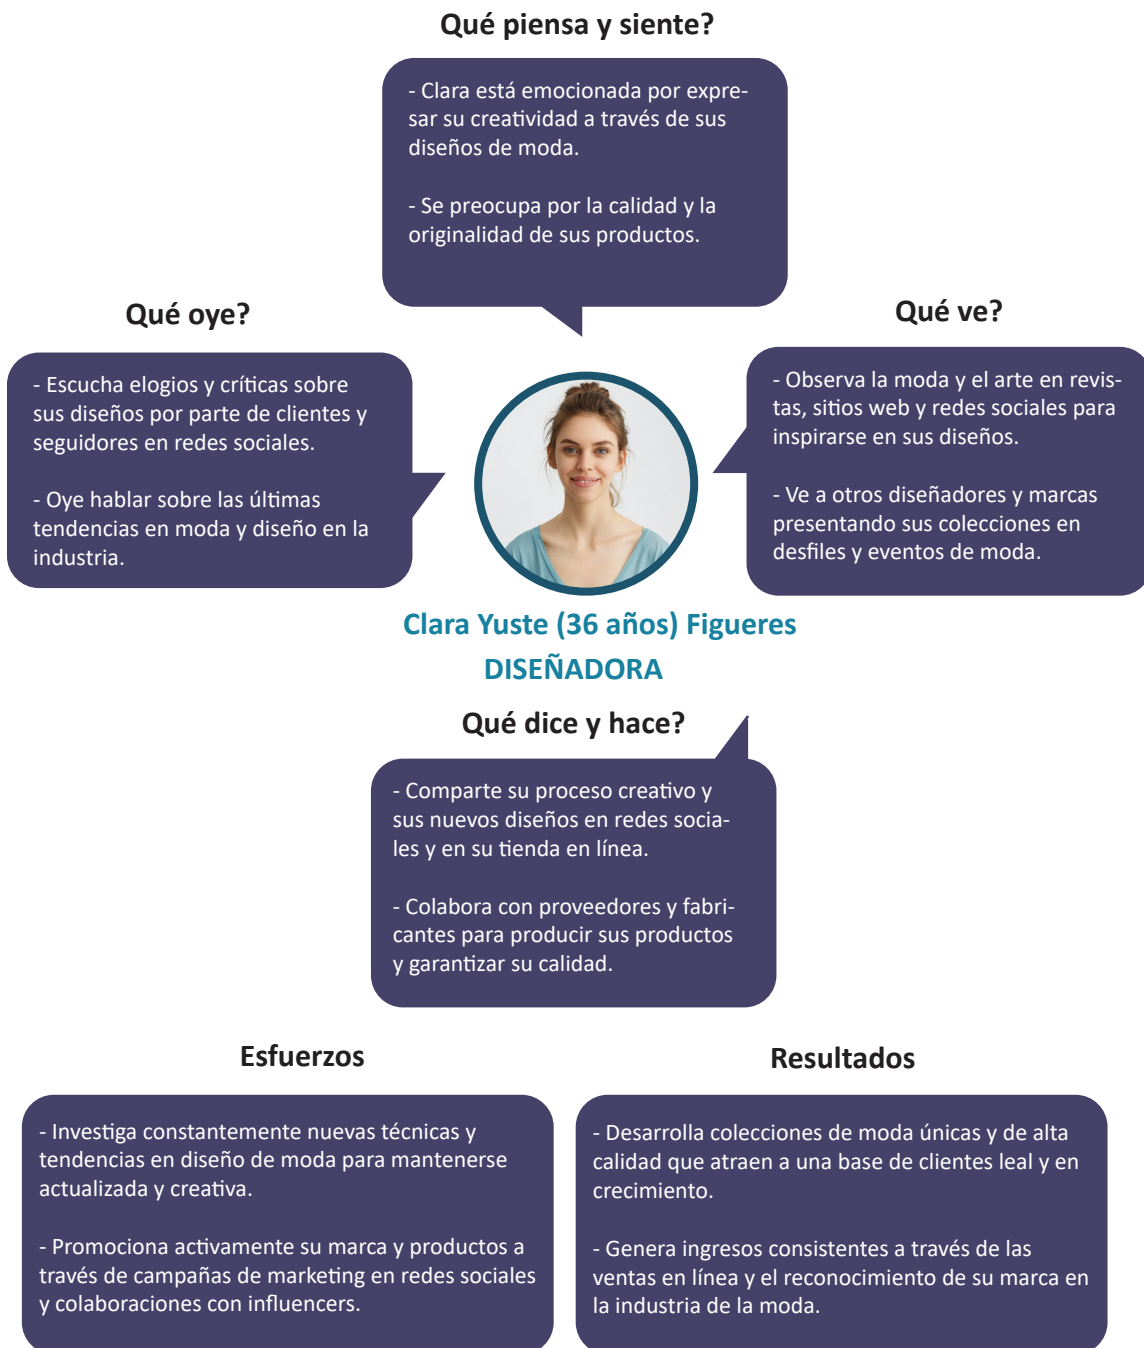 Qué piensa y siente?
- Clara está emocionada por expre-
sar su creatividad a través de sus
diseños de moda.
- Se preocupa por la calidad y la
originalidad de sus productos.
Qué oye?
- Escucha elogios y críticas sobre
sus diseños por parte de clientes y
seguidores en redes sociales.
- Oye hablar sobre las últimas
tendencias en moda y diseño en la
industria.
Qué ve?
- Observa la moda y el arte en revis-
tas, sitios web y redes sociales para
inspirarse en sus diseños.
- Ve a otros diseñadores y marcas
presentando sus colecciones en
desfiles y eventos de moda.
Clara Yuste (36 años) Figueres
DISEÑADORA
Qué dice y hace?
- Comparte su proceso creativo y
sus nuevos diseños en redes socia-
les y en su tienda en línea.
- Colabora con proveedores y fabri-
cantes para producir sus productos
y garantizar su calidad.
Esfuerzos
- Investiga constantemente nuevas técnicas y
tendencias en diseño de moda para mantenerse
actualizada y creativa.
- Promociona activamente su marca y productos a
través de campañas de marketing en redes sociales
y colaboraciones con influencers.
Resultados
- Desarrolla colecciones de moda únicas y de alta
calidad que atraen a una base de clientes leal y en
crecimiento.
- Genera ingresos consistentes a través de las
ventas en línea y el reconocimiento de su marca en
la industria de la moda.